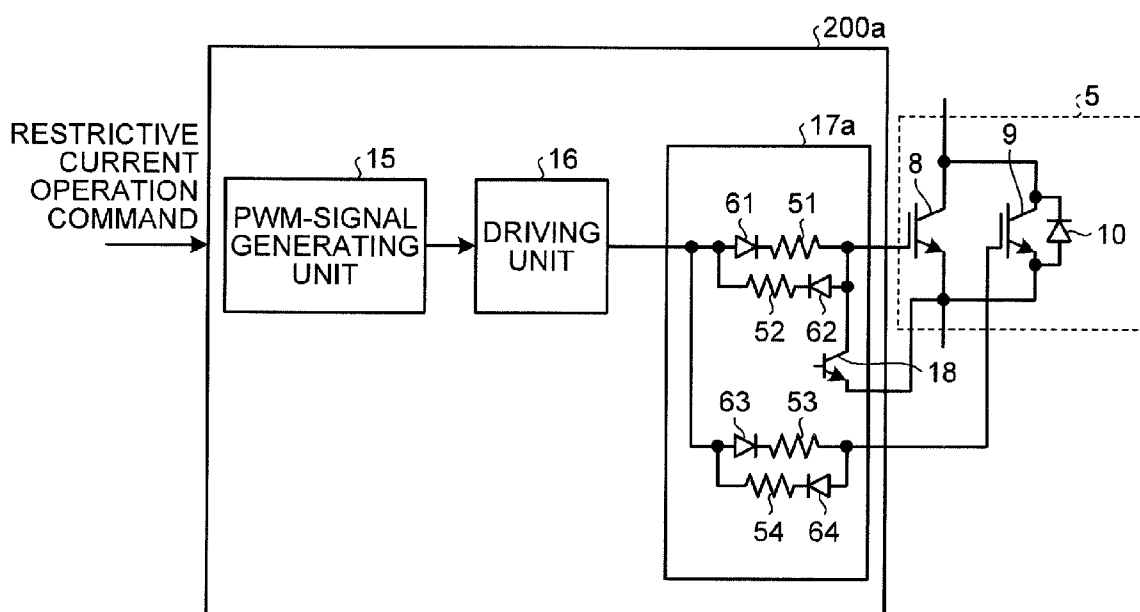 200a
5
RESTRICTIVE
CURRENT
OPERATION
COMMAND
15
PWM-SIGNAL
GENERATING
UNIT
16
DRIVING
UNIT
17a
8
9
10
61
51
52
62
18
63
53
54
64